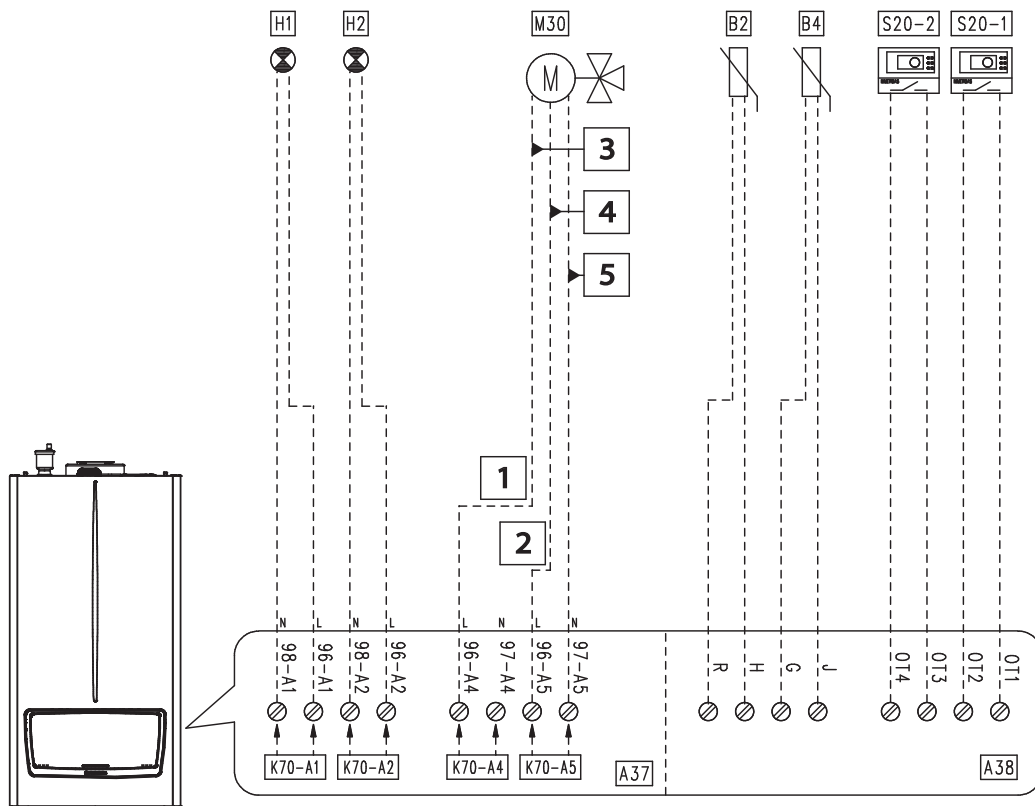 H1 H2 M30 B2 B4 S20-2 S20-1
M
3
4
5
1
2
N L N L L N L N
98-A1 96-A1 98-A2 96-A2 96-A4 97-A4 96-A5 97-A5 R H G J OT4 OT3 OT2 OT1
K70-A1 K70-A2 K70-A4 K70-A5 A37 A38